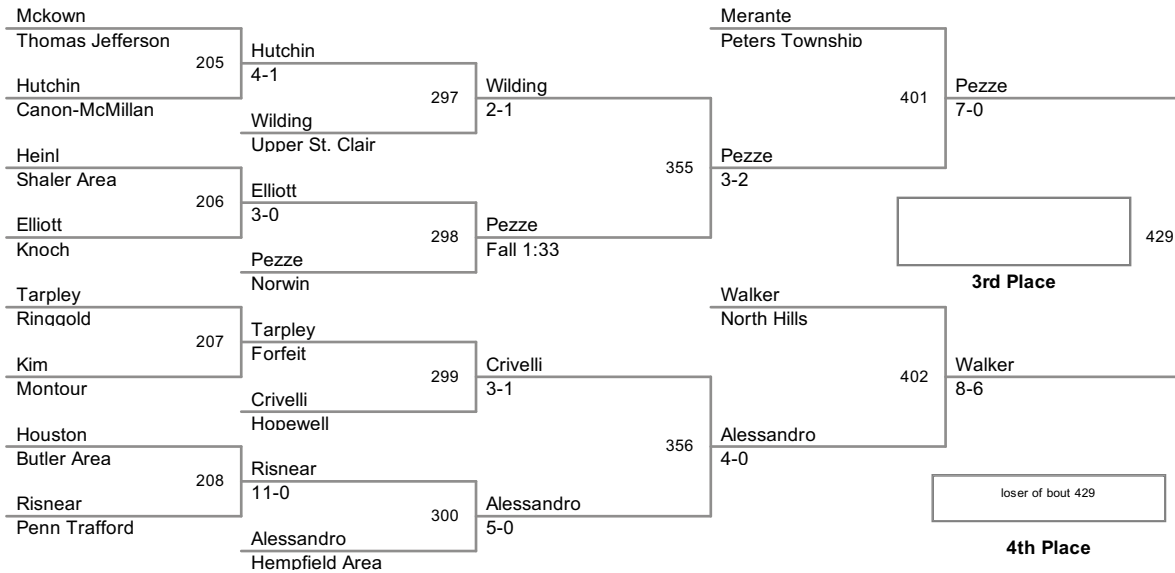 Mckown
Thomas Jefferson
205
Hutchin
Canon-McMillan
Heinl
Shaler Area
206
Elliott
Knoch
Tarpley
Ringgold
207
Kim
Montour
Houston
Butler Area
208
Risnear
Penn Trafford
Hutchin
4-1
297
Wilding
Upper St. Clair
Elliott
3-0
298
Pezze
Norwin
Tarpley
Forfeit
299
Crivelli
Hopewell
Risnear
11-0
300
Alessandro
Hempfield Area
Wilding
2-1
355
Pezze
Fall 1:33
Crivelli
3-1
356
Alessandro
5-0
Merante
Peters Township
401
Pezze
3-2
Walker
North Hills
402
Alessandro
4-0
Pezze
7-0
429
3rd Place
Walker
8-6
loser of bout 429
4th Place